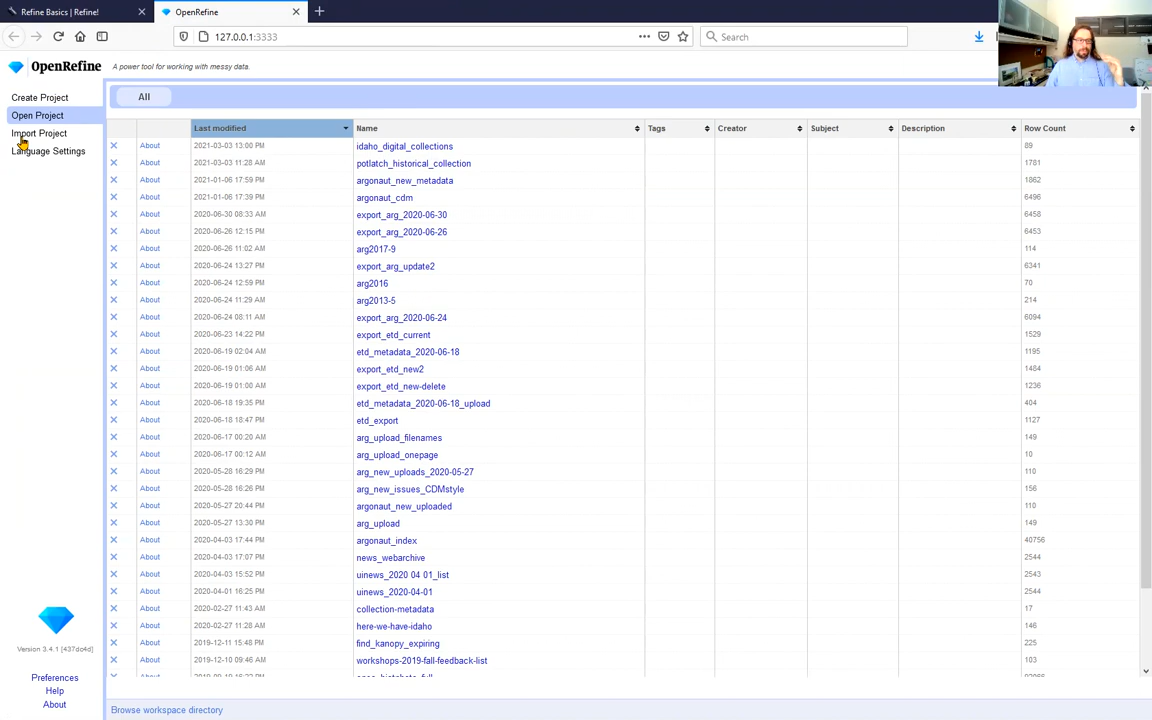 Refine Basics | Refine!
OpenRefine
127.0.0.1:3333
Search
OpenRefine A power tool for working with messy data.
Create Project
Open Project
Import Project
Language Settings
All
Last modified Name Tags Creator Subject Description Row Count
About 2021-03-03 13:00 PM idaho_digital_collections 89
About 2021-03-03 11:28 AM potlatch_historical_collection 1781
About 2021-01-06 17:59 PM argonaut_new_metadata 1862
About 2021-01-06 17:39 PM argonaut_cdm 6496
About 2020-06-30 08:33 AM export_arg_2020-06-30 6458
About 2020-06-26 12:15 PM export_arg_2020-06-26 6453
About 2020-06-26 11:02 AM arg2017-9 114
About 2020-06-24 13:27 PM export_arg_update2 6341
About 2020-06-24 12:59 PM arg2016 70
About 2020-06-24 11:29 AM arg2013-5 214
About 2020-06-24 08:11 AM export_arg_2020-06-24 6094
About 2020-06-23 14:22 PM export_etd_current 1529
About 2020-06-19 02:04 AM etd_metadata_2020-06-18 1195
About 2020-06-19 01:06 AM export_etd_new2 1484
About 2020-06-19 01:00 AM export_etd_new-delete 1236
About 2020-06-18 19:35 PM etd_metadata_2020-06-18_upload 404
About 2020-06-18 18:47 PM etd_export 1127
About 2020-06-17 00:20 AM arg_upload_filenames 149
About 2020-06-17 00:12 AM arg_upload_onepage 10
About 2020-05-28 16:29 PM arg_new_uploads_2020-05-27 110
About 2020-05-28 16:26 PM arg_new_issues_CDMstyle 156
About 2020-05-27 20:44 PM argonaut_new_uploaded 110
About 2020-05-27 13:30 PM arg_upload 149
About 2020-04-03 17:44 PM argonaut_index 40756
About 2020-04-03 17:07 PM news_webarchive 2544
About 2020-04-03 15:52 PM uinews_2020 04 01_list 2543
About 2020-04-01 16:25 PM uinews_2020-04-01 2544
About 2020-02-27 11:43 AM collection-metadata 17
About 2020-02-27 11:28 AM here-we-have-idaho 146
About 2019-12-11 15:48 PM find_kanopy_expiring 225
About 2019-12-10 09:46 AM workshops-2019-fall-feedback-list 103
Version 3.4.1 [437dc4d]
Preferences
Help
About
Browse workspace directory